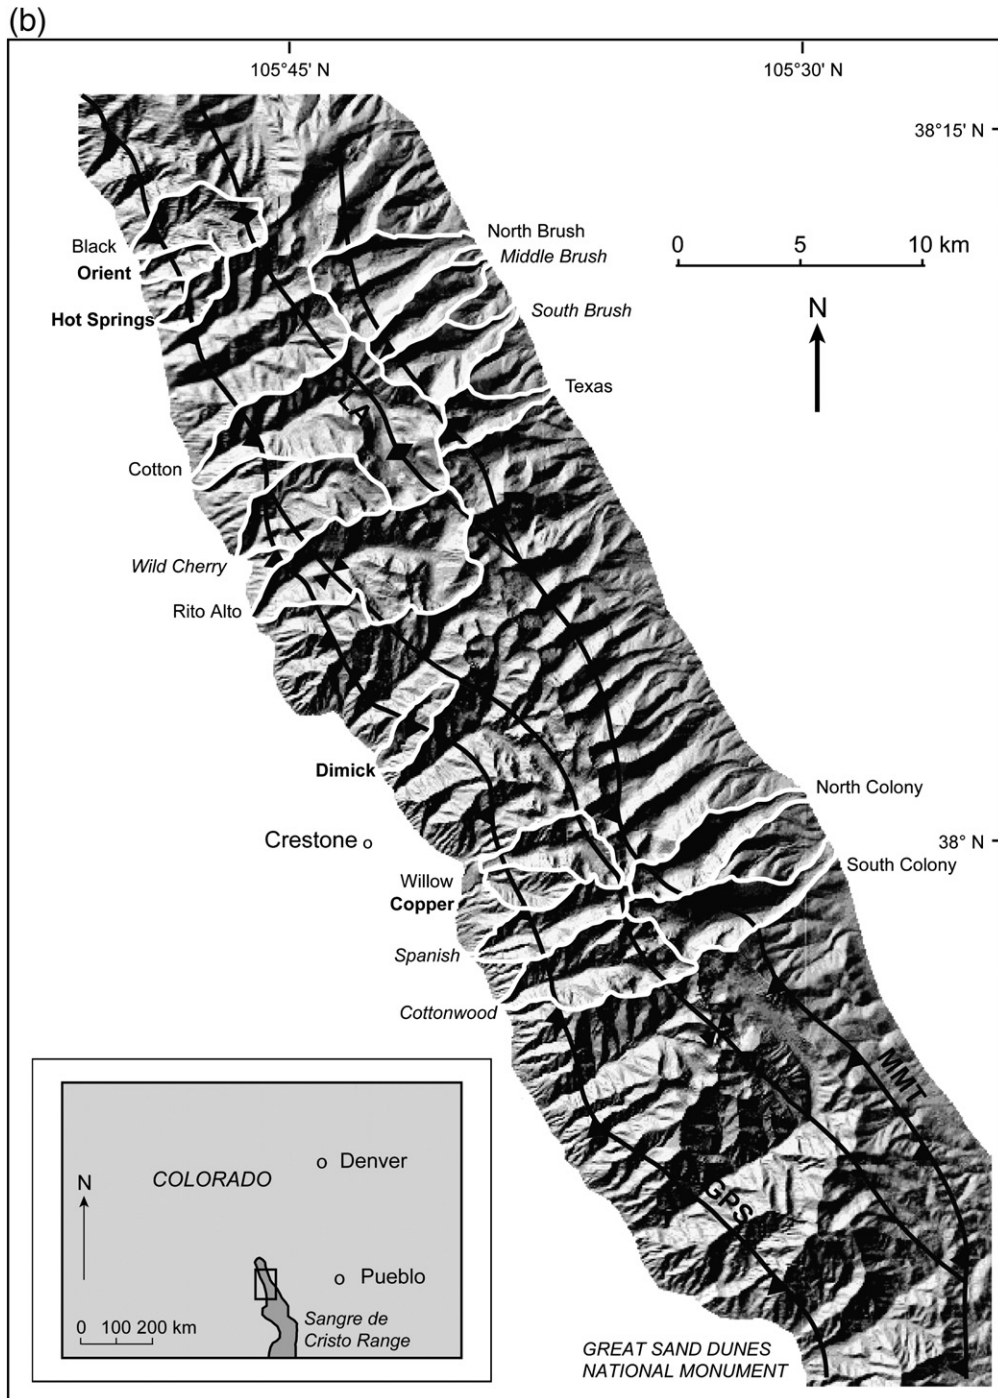 (b)
105°45' N
105°30' N
38°15' N
North Brush
Middle Brush
Black
Orient
0 5 10 km
Hot Springs
South Brush
N
Texas
BLA
Cotton
Wild Cherry
Rito Alto
Dimick
North Colony
Crestone
38° N
South Colony
Willow
Copper
Spanish
Cottonwood
MMT
GPS
Denver
COLORADO
N
Pueblo
Sangre de
Cristo Range
0 100 200 km
GREAT SAND DUNES
NATIONAL MONUMENT